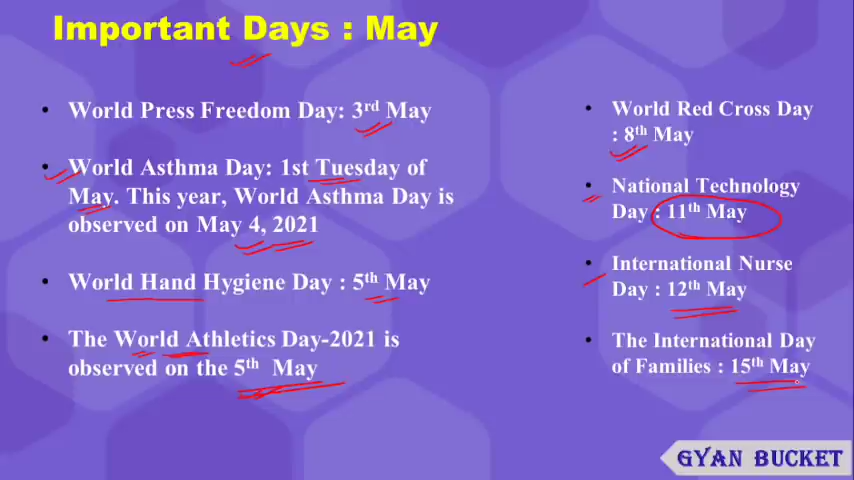 Important Days : May
• World Press Freedom Day: 3rd May
• World Asthma Day: 1st Tuesday of
May. This year, World Asthma Day is
observed on May 4, 2021
• World Hand Hygiene Day : 5th May
• The World Athletics Day-2021 is
observed on the 5th May
• World Red Cross Day
: 8th May
• National Technology
Day : 11th May
• International Nurse
Day : 12th May
• The International Day
of Families : 15th May
GYAN BUCKET